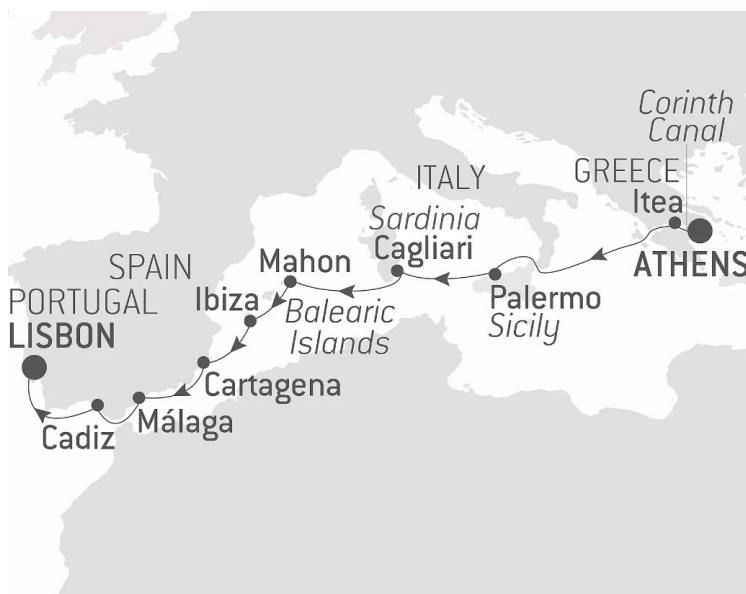 Corinth
Canal
GREECE
Itea
ATHENS
ITALY
Sardinia
Cagliari
Palermo
Sicily
Mahon
Balearic
Islands
Ibiza
SPAIN
PORTUGAL
LISBON
Cartagena
Málaga
Cadiz